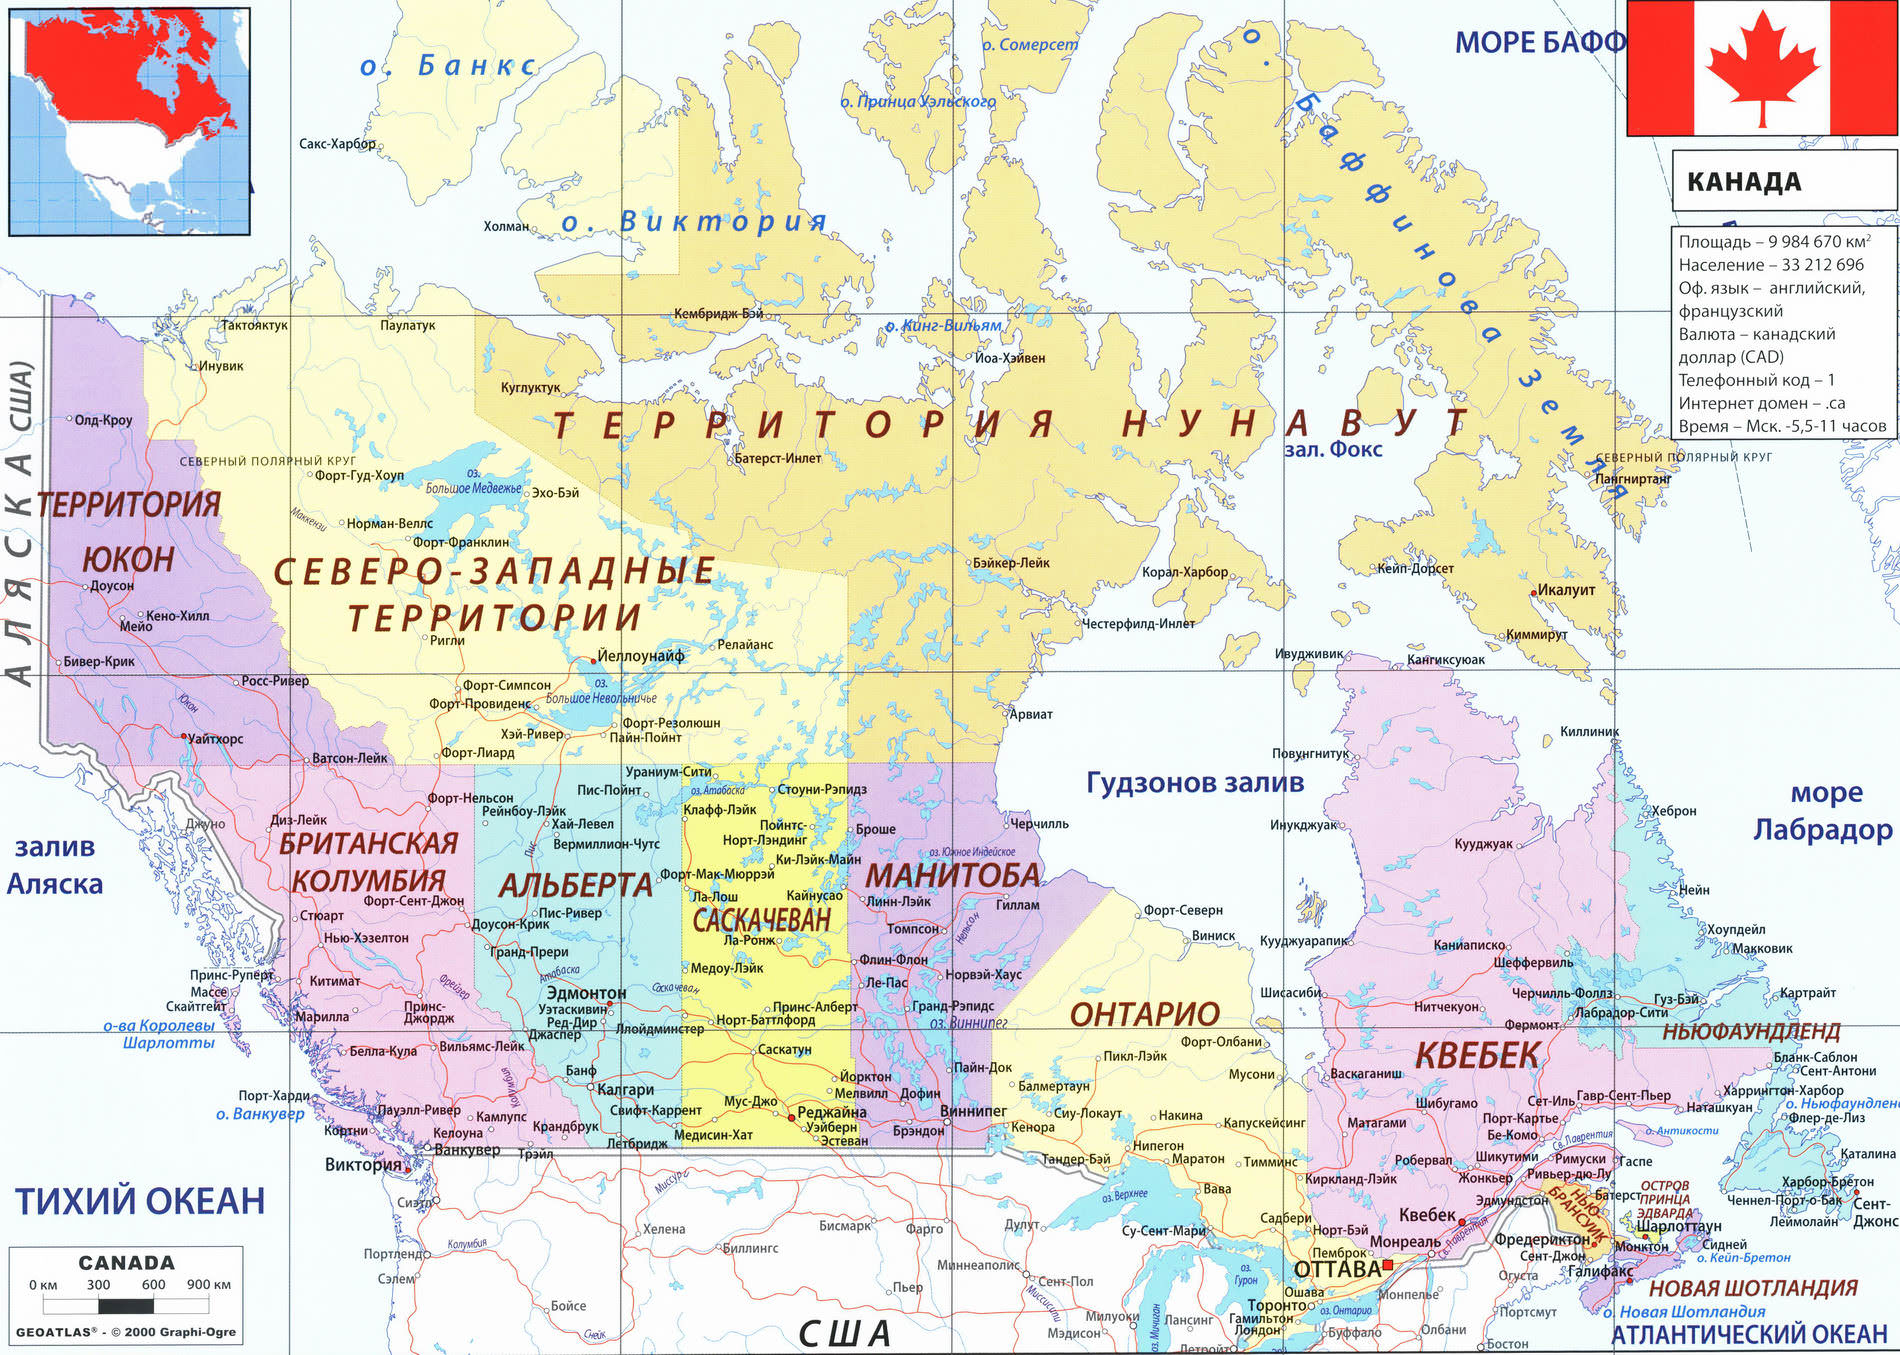 о. Банкс
о. Сомерсет
МОРЕ БАФФ
о. Принца Уэльского
о. Баффинова Земля
Сакс-Харбор
КАНАДА
Холман
о. Виктория
Площадь – 9 984 670 км²
Население – 33 212 696
Оф. язык – английский,
французский
Валюта – канадский
доллар (CAD)
Телефонный код – 1
Интернет домен – .ca
Время – Мск. -5,5-11 часов
Тактояктук
Паулатук
Кембридж-Бэй
о. Кинг-Вильям
Йоа-Хэйвен
Инувик
Куглуктук
АЛЯСКА (США)
Олд-Кроу
ТЕРРИТОРИЯ НУНАВУТ
зал. Фокс
Батерст-Инлет
СЕВЕРНЫЙ ПОЛЯРНЫЙ КРУГ
СЕВЕРНЫЙ ПОЛЯРНЫЙ КРУГ
Пангниртанг
Форт-Гуд-Хоуп
оз.
Большое Медвежье
Эхо-Бэй
ТЕРРИТОРИЯ
ЮКОН
Маккензи
Норман-Веллс
Форт-Франклин
СЕВЕРО-ЗАПАДНЫЕ
ТЕРРИТОРИИ
Бэйкер-Лейк
Корал-Харбор
Кейп-Дорсет
Икалуит
Доусон
Кено-Хилл
Мейо
Честерфилд-Инлет
Киммирут
Ригли
Релайанс
Йеллоунайф
Ивудживик
Кангиксуюак
Бивер-Крик
Росс-Ривер
Форт-Симпсон
оз.
Большое Невольничье
Форт-Провиденс
Юкон
Арвиат
Форт-Резолюшн
Хэй-Ривер
Пайн-Пойнт
Уайтхорс
Киллиник
Форт-Лиард
Ватсон-Лейк
Повунгнитук
Ураниум-Сити
Гудзонов залив
Пис-Пойнт
оз. Атабаска
Стоуни-Рэпидз
море
Лабрадор
Форт-Нельсон
Рейнбоу-Лэйк
Клафф-Лэйк
Хеброн
Джуно
Диз-Лейк
Хай-Левел
Пойнтс-
Норт-Лэндинг
Броше
Черчилль
Инукджуак
залив
Аляска
БРИТАНСКАЯ
КОЛУМБИЯ
Пис
Вермиллион-Чутс
Ки-Лэйк-Майн
оз. Южное Индейское
Кууджуак
Форт-Мак-Мюррэй
АЛЬБЕРТА
МАНИТОБА
Нейн
Форт-Сент-Джон
Ла-Лош
Кайнусао
Линн-Лэйк
Гиллам
Стюарт
Пис-Ривер
САСКАЧЕВАН
Форт-Северн
Доусон-Крик
Томпсон
Нельсон
Хоупдейл
Нью-Хэзелтон
Ла-Ронж
Виниск
Кууджуарапик
Каниаписко
Макковик
Гранд-Прери
Флин-Флон
Шеффервиль
Принс-Руперт
Китимат
Фрейзер
Атабаска
Медоу-Лэйк
Норвэй-Хаус
Массе
Саскачеван
Ле-Пас
Эдмонтон
Шисасиби
Черчилль-Фоллз
Гуз-Бэй
Картрайт
Скайтгейт
Марилла
Принс-
Джордж
Уэтаскивин
Принс-Алберт
Гранд-Рэпидс
ОНТАРИО
Нитчекуон
Лабрадор-Сити
о-ва Королевы
Шарлотты
Ред-Дир
Ллойдминстер
Норт-Баттлфорд
оз. Виннипег
Фермонт
НЬЮФАУНДЛЕНД
Джаспер
Форт-Олбани
Белла-Кула
Вильямс-Лейк
Саскатун
Пикл-Лэйк
КВЕБЕК
Бланк-Саблон
Сент-Антони
Банф
Йорктон
Пайн-Док
Мусони
Васкаганиш
Порт-Харди
Колумбия
Калгари
Мелвилл
Дофин
Балмертаун
Харрингтон-Харбор
о. Ванкувер
Пауэлл-Ривер
Камлупс
Свифт-Каррент
Мус-Джо
Реджайна
Виннипег
Сиу-Локаут
Накина
Капускейсинг
Шибугамо
Сет-Иль
Гавр-Сент-Пьер
Наташкуан
о. Ньюфаундленд
Порт-Картье
Флер-де-Лиз
Кортни
Келоуна
Крандбрук
Медисин-Хат
Уэйберн
Эстеван
Брэндон
Кенора
Матагами
Бе-Комо
Св. Лаврентия
о. Антикости
Ванкувер
Трэйл
Летбридж
Нипегон
Виктория
Тандер-Бэй
Маратон
Тимминс
Робервал
Шикутими
Римуски
Гаспе
Каталина
Миссури
Киркланд-Лэйк
Жонкьер
Ривьер-дю-Лу
ТИХИЙ ОКЕАН
Сиэтл
оз. Верхнее
Вава
Эдмундстон
НЬЮ-
БРАНСУИК
Батерст
ОСТРОВ
ПРИНЦА
ЭДВАРДА
Харбор-Бретон
Ченнел-Порт-о-Бак
Сент-
Джонс
Леймолайн
Колумбия
Хелена
Бисмарк
Фарго
Дулут
Су-Сент-Мари
Садбери
Норт-Бэй
Квебек
Шарлоттаун
Портленд
Биллингс
Монреаль
Св. Лаврентия
Фредериктон
Монктон
Сидней
CANADA
Сэлем
Миннеаполис
Сент-Пол
оз.
Гурон
Пемброк
ОТТАВА
Сент-Джон
о. Кейп-Бретон
0 км 300 600 900 км
Пьер
Миссисипи
Галифакс
Огуста
НОВАЯ ШОТЛАНДИЯ
Бойсе
Ошава
Монпелье
Торонто
оз. Онтарио
Портсмут
о. Новая Шотландия
Снейк
США
Милуоки
Мэдисон
оз. Мичиган
Лансинг
Гамильтон
Лондон
Буффало
Олбани
Бостон
АТЛАНТИЧЕСКИЙ ОКЕАН
Детройт
GEOATLAS® - © 2000 Graphi-Ogre